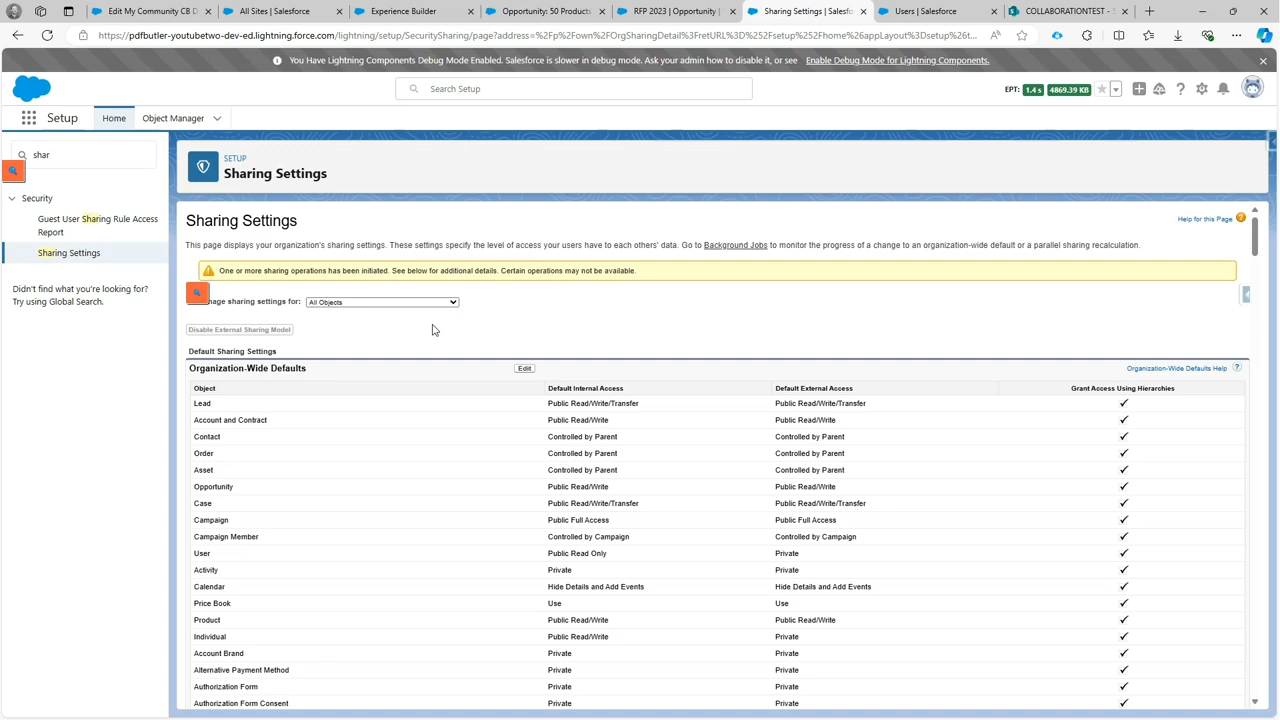 Edit My Community CB D
All Sites | Salesforce
Experience Builder
Opportunity: 50 Products
RFP 2023 | Opportunity |
Sharing Settings | Salesfo
Users | Salesforce
COLLABORATIONTEST -
https://pdfbutler-youtubetwo-dev-ed.lightning.force.com/lightning/setup/SecuritySharing/page?address=%2Fp%2Fown%2FOrgSharingDetail%3FretURL%3D%252Fsetup%252Fhome%26appLayout%3Dsetup%26t...
You Have Lightning Components Debug Mode Enabled. Salesforce is slower in debug mode. Ask your admin how to disable it, or see Enable Debug Mode for Lightning Components.
Search Setup
EPT: 1.4 s 4869.39 KB
Setup
Home
Object Manager
shar
Security
Guest User Sharing Rule Access
Report
Sharing Settings
Didn't find what you're looking for?
Try using Global Search.
SETUP
Sharing Settings
Sharing Settings
Help for this Page
This page displays your organization's sharing settings. These settings specify the level of access your users have to each others' data. Go to Background Jobs to monitor the progress of a change to an organization-wide default or a parallel sharing recalculation.
One or more sharing operations has been initiated. See below for additional details. Certain operations may not be available.
nage sharing settings for: All Objects
Disable External Sharing Model
Default Sharing Settings
Organization-Wide Defaults Edit Organization-Wide Defaults Help ?
Object Default Internal Access Default External Access Grant Access Using Hierarchies
Lead Public Read/Write/Transfer Public Read/Write/Transfer ✓
Account and Contract Public Read/Write Public Read/Write ✓
Contact Controlled by Parent Controlled by Parent ✓
Order Controlled by Parent Controlled by Parent ✓
Asset Controlled by Parent Controlled by Parent ✓
Opportunity Public Read/Write Public Read/Write ✓
Case Public Read/Write/Transfer Public Read/Write/Transfer ✓
Campaign Public Full Access Public Full Access ✓
Campaign Member Controlled by Campaign Controlled by Campaign ✓
User Public Read Only Private ✓
Activity Private Private ✓
Calendar Hide Details and Add Events Hide Details and Add Events ✓
Price Book Use Use ✓
Product Public Read/Write Public Read/Write ✓
Individual Public Read/Write Private ✓
Account Brand Private Private ✓
Alternative Payment Method Private Private ✓
Authorization Form Private Private ✓
Authorization Form Consent Private Private ✓